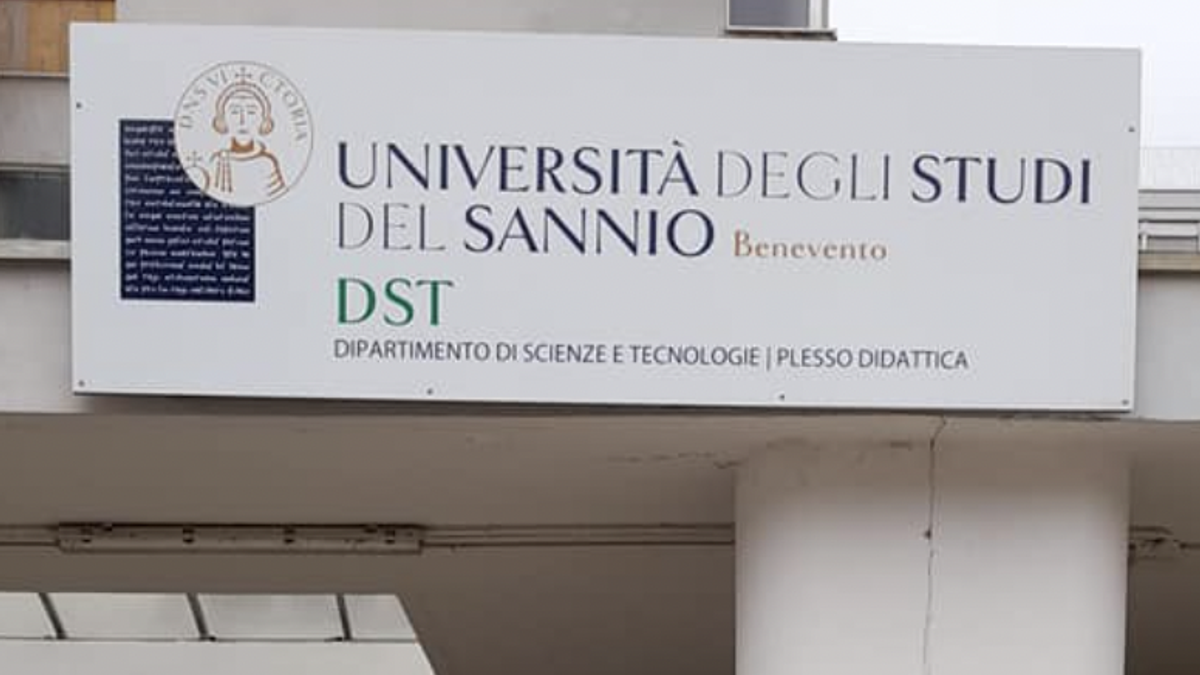 DNS VICTORIA
UNIVERSITÀ DEGLI STUDI
DEL SANNIO Benevento
DST
DIPARTIMENTO DI SCIENZE E TECNOLOGIE | PLESSO DIDATTICA